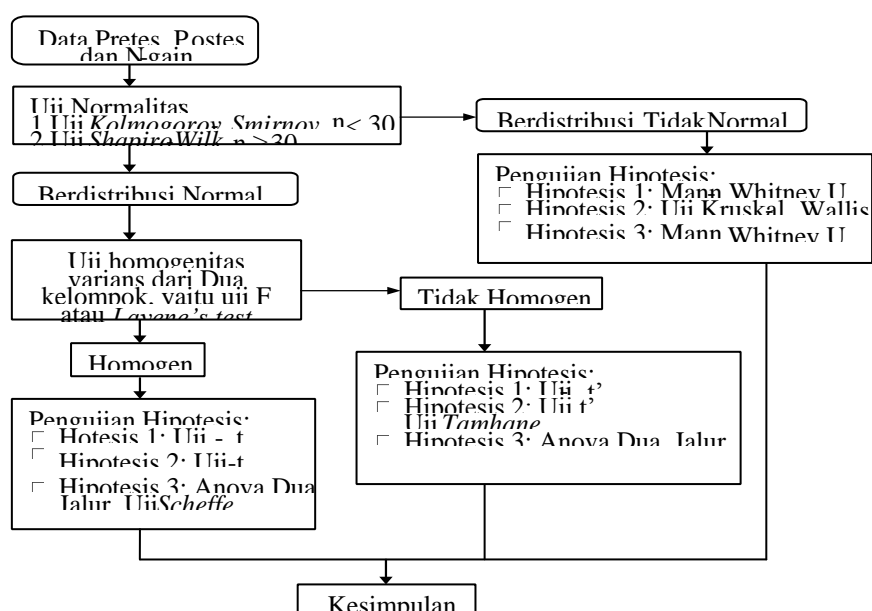 Data Pretes, Postes
dan N-gain
Uji Normalitas
1 Uji Kolmogorov Smirnov n< 30
2 Uji ShapiroWilk n ≥30
Berdistribusi TidakNormal
Pengujian Hipotesis:
Hipotesis 1: Mann Whitney U
Hipotesis 2: Uji Kruskal- Wallis
Hipotesis 3: Mann Whitney U
Berdistribusi Normal
Uji homogenitas
varians dari Dua
kelompok, yaitu uji F
atau Lavene's test
Tidak Homogen
Homogen
Pengujian Hipotesis:
Hipotesis 1: Uji t'
Hipotesis 2: Uji t'
Uji Tamhane
Hipotesis 3: Anova Dua Jalur
Pengujian Hipotesis:
Hotesis 1: Uji - t
Hipotesis 2: Uji-t
Hipotesis 3: Anova Dua
Jalur UjiScheffe
Kesimpulan